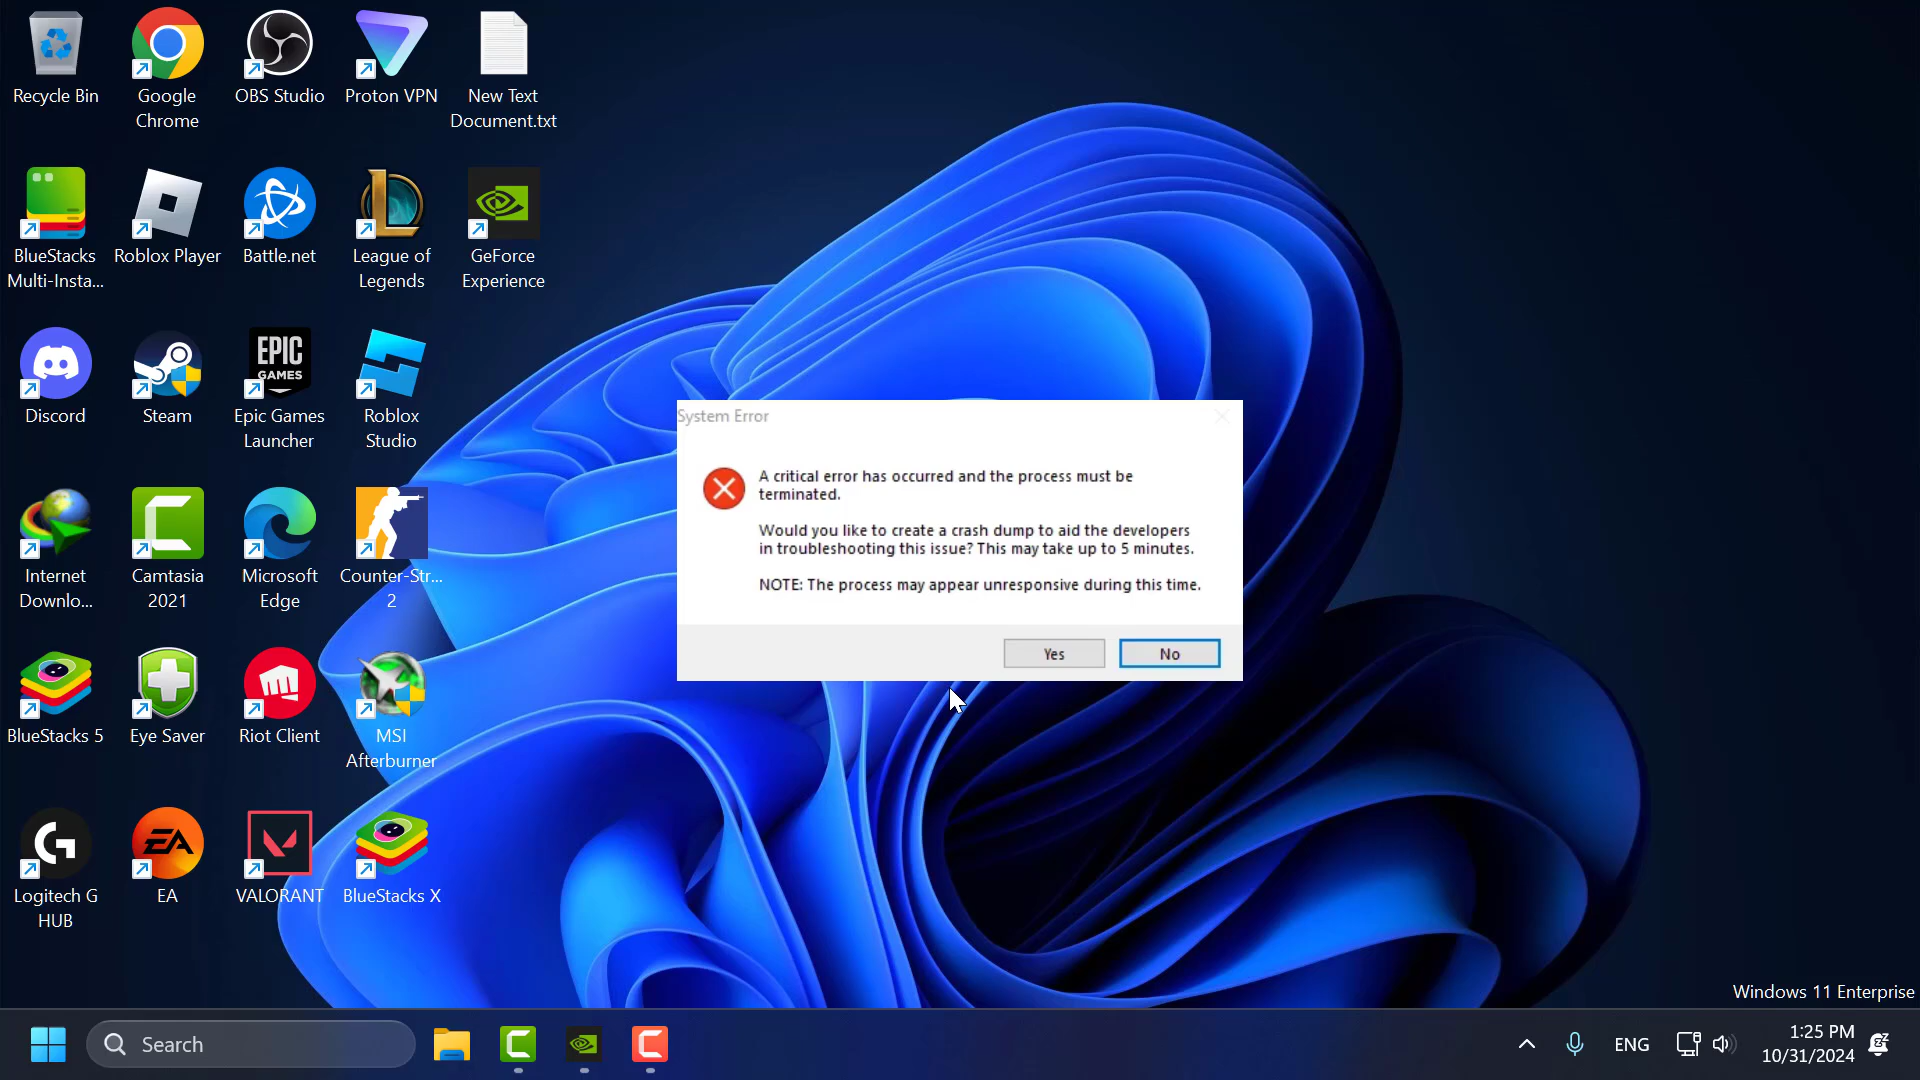 Recycle Bin
Google
Chrome
OBS Studio
Proton VPN
New Text
Document.txt
BlueStacks
Multi-Insta...
Roblox Player
Battle.net
League of
Legends
GeForce
Experience
Discord
Steam
EPIC
GAMES
Epic Games
Launcher
Roblox
Studio
Internet
Downlo...
Camtasia
2021
Microsoft
Edge
Counter-Str...
2
BlueStacks 5
Eye Saver
Riot Client
MSI
Afterburner
Logitech G
HUB
EA
EA
VALORANT
BlueStacks X
System Error
A critical error has occurred and the process must be
terminated.
Would you like to create a crash dump to aid the developers
in troubleshooting this issue? This may take up to 5 minutes.
NOTE: The process may appear unresponsive during this time.
Yes
No
Windows 11 Enterprise
Search
ENG
1:25 PM
10/31/2024